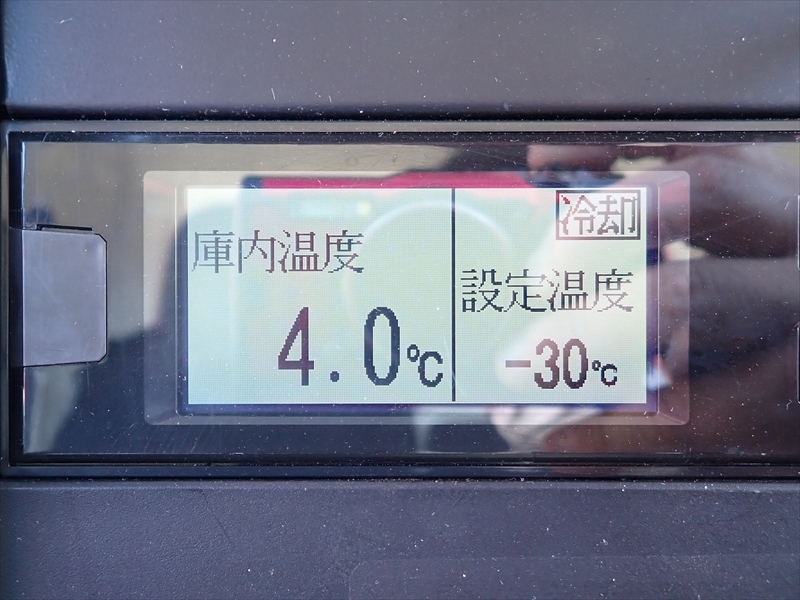 庫内温度
4.0℃
冷却
設定温度
-30℃